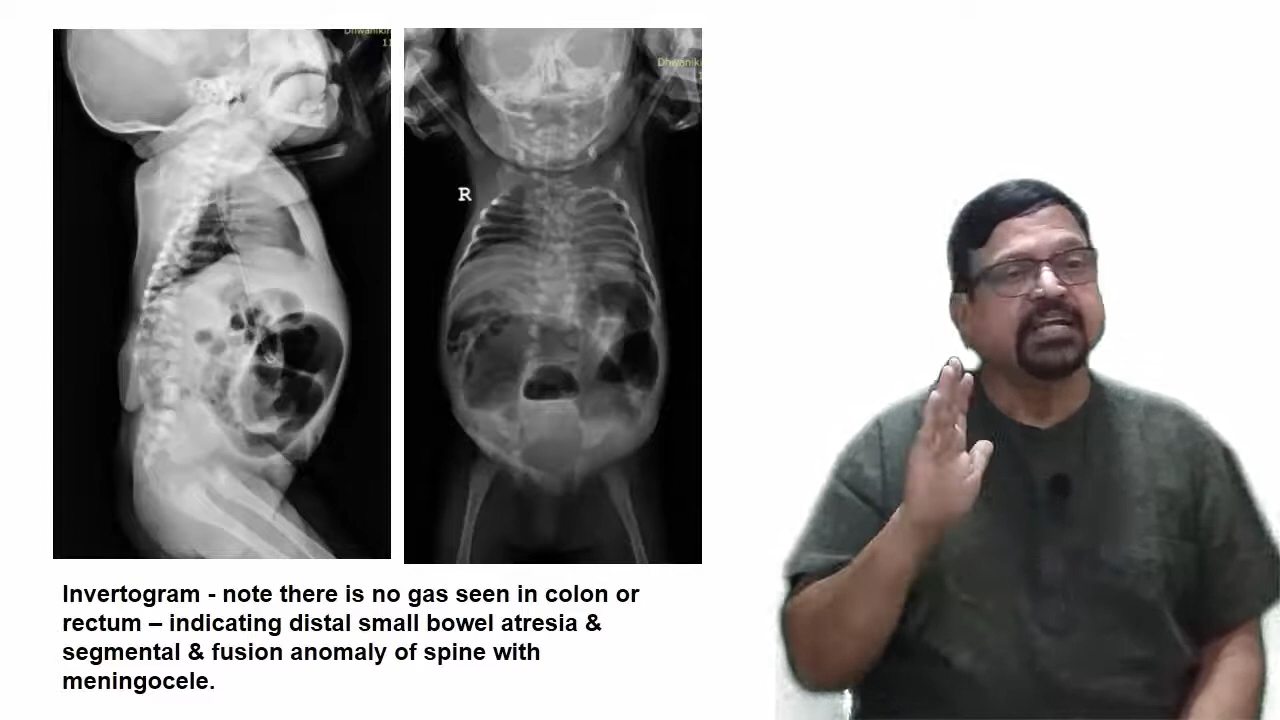 R
Invertogram - note there is no gas seen in colon or
rectum – indicating distal small bowel atresia &
segmental & fusion anomaly of spine with
meningocele.